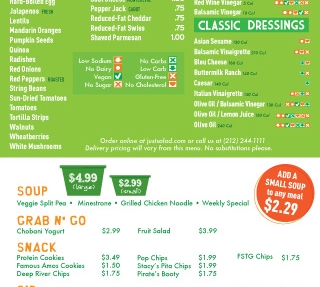 Hard-Boiled Egg
Jalapenos FRESH
Lentils
Mandarin Oranges
Pumpkin Seeds
Quinoa
Radishes
Red Onions
Red Peppers ROASTED
String Beans
Sun-Dried Tomatoes
Tomatoes
Tortilla Strips
Walnuts
Wheatberries
White Mushrooms
Pepper Jack .75
Reduced-Fat Cheddar .75
Reduced-Fat Swiss .75
Shaved Parmesan 1.00
Low Sodium No Carbs
No Dairy Low Carb
Vegan Gluten-Free
No Sugar No Cholesterol
Red Wine Vinegar
Balsamic Vinegar
CLASSIC DRESSINGS
Asian Sesame
Balsamic Vinaigrette
Bleu Cheese
Buttermilk Ranch
Caesar
Italian Vinaigrette
Olive Oil / Balsamic Vinegar
Olive Oil / Lemon Juice
Olive Oil
Order online at justsalad.com or call us at (212) 244-1111
Delivery pricing will vary from this menu. No substitutions please.
SOUP
$4.99
(large)
$2.99
(small)
ADD A
SMALL SOUP
to any meal
$2.29
Veggie Split Pea • Minestrone • Grilled Chicken Noodle • Weekly Special
GRAB N' GO
Chobani Yogurt $2.99 Fruit Salad $3.99
SNACK
Protein Cookies $3.49 Pop Chips $1.99 FSTG Chips $1.75
Famous Amos Cookies $1.50 Stacy's Pita Chips $1.99
Deep River Chips $1.75 Pirate's Booty $1.75